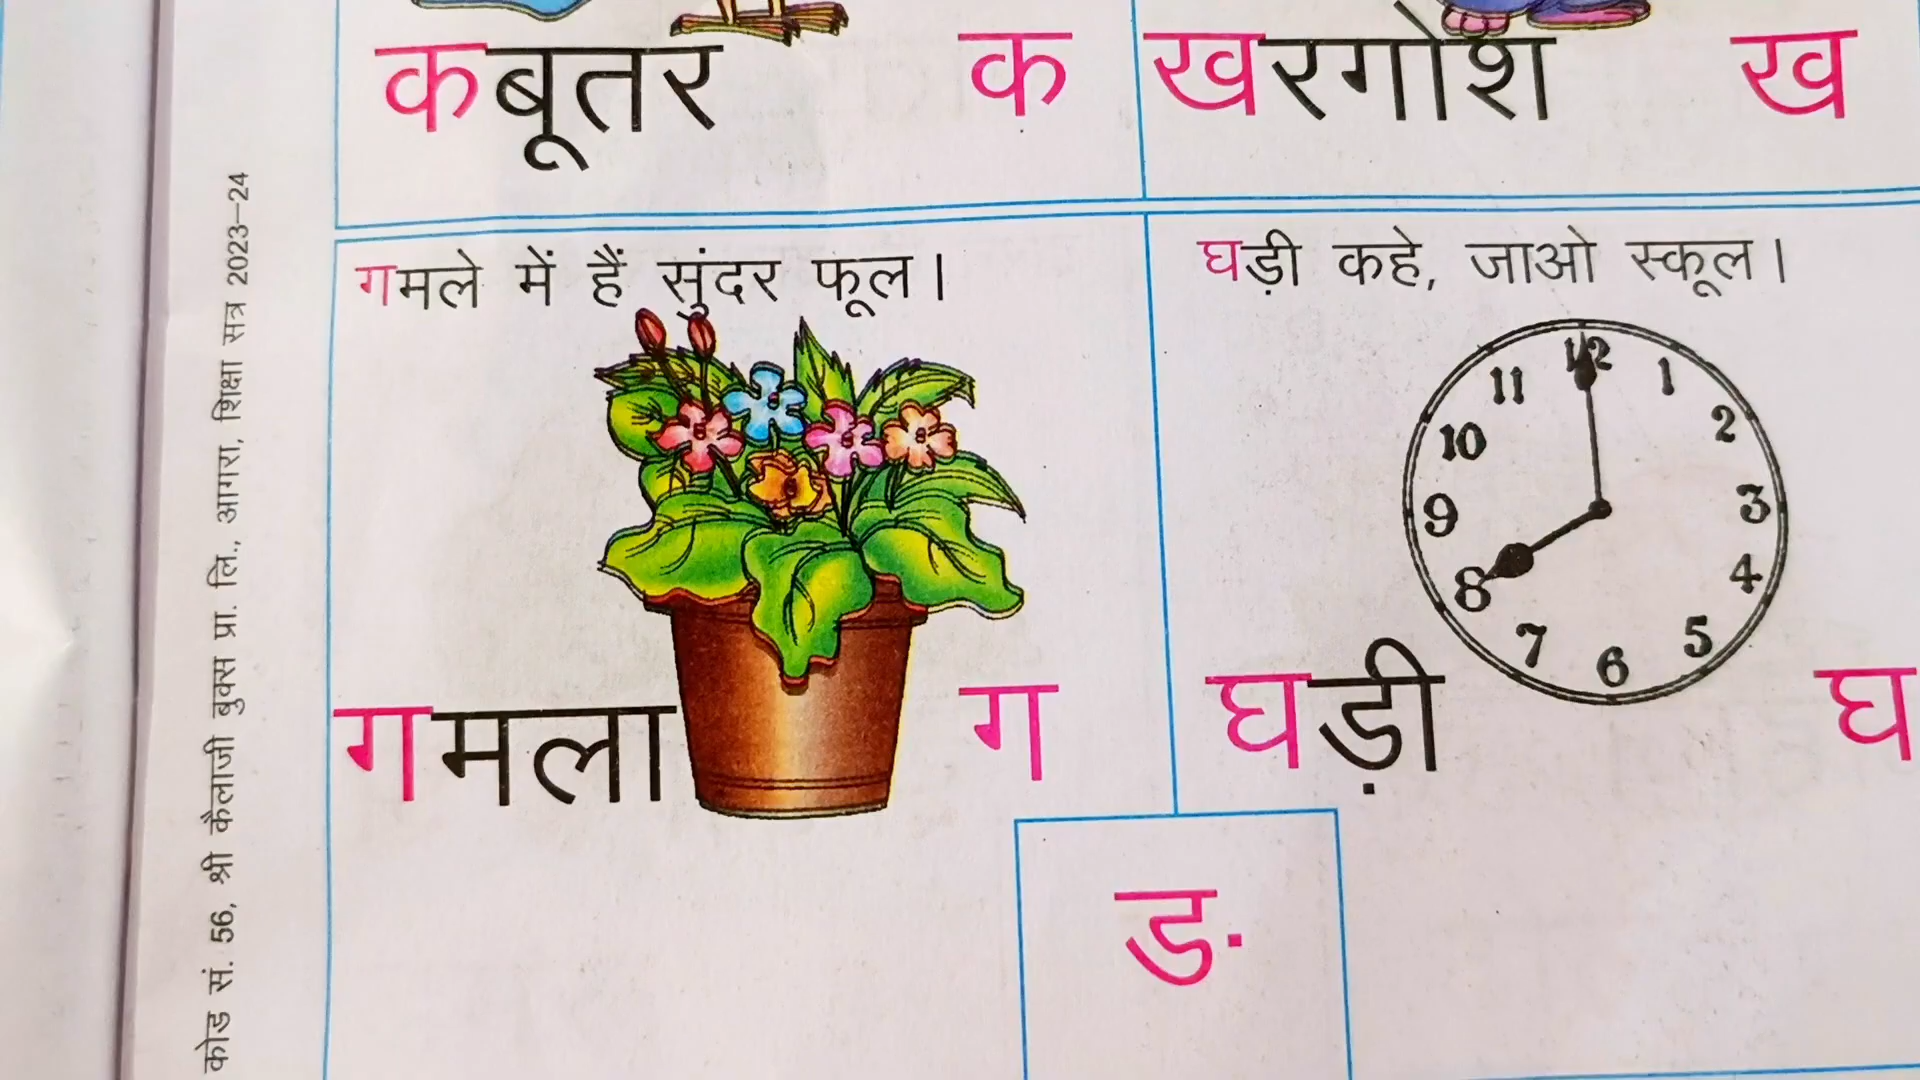 कबूतर क
खरगोश ख
गमले में हैं सुंदर फूल।
गमला ग
घड़ी कहे, जाओ स्कूल।
11 12 1
10 2
9 3
8 4
7 6 5
घड़ी घ
ङ
कोड सं. 56, श्री कैलाजी बुक्स प्रा. लि., आगरा, शिक्षा सत्र 2023–24